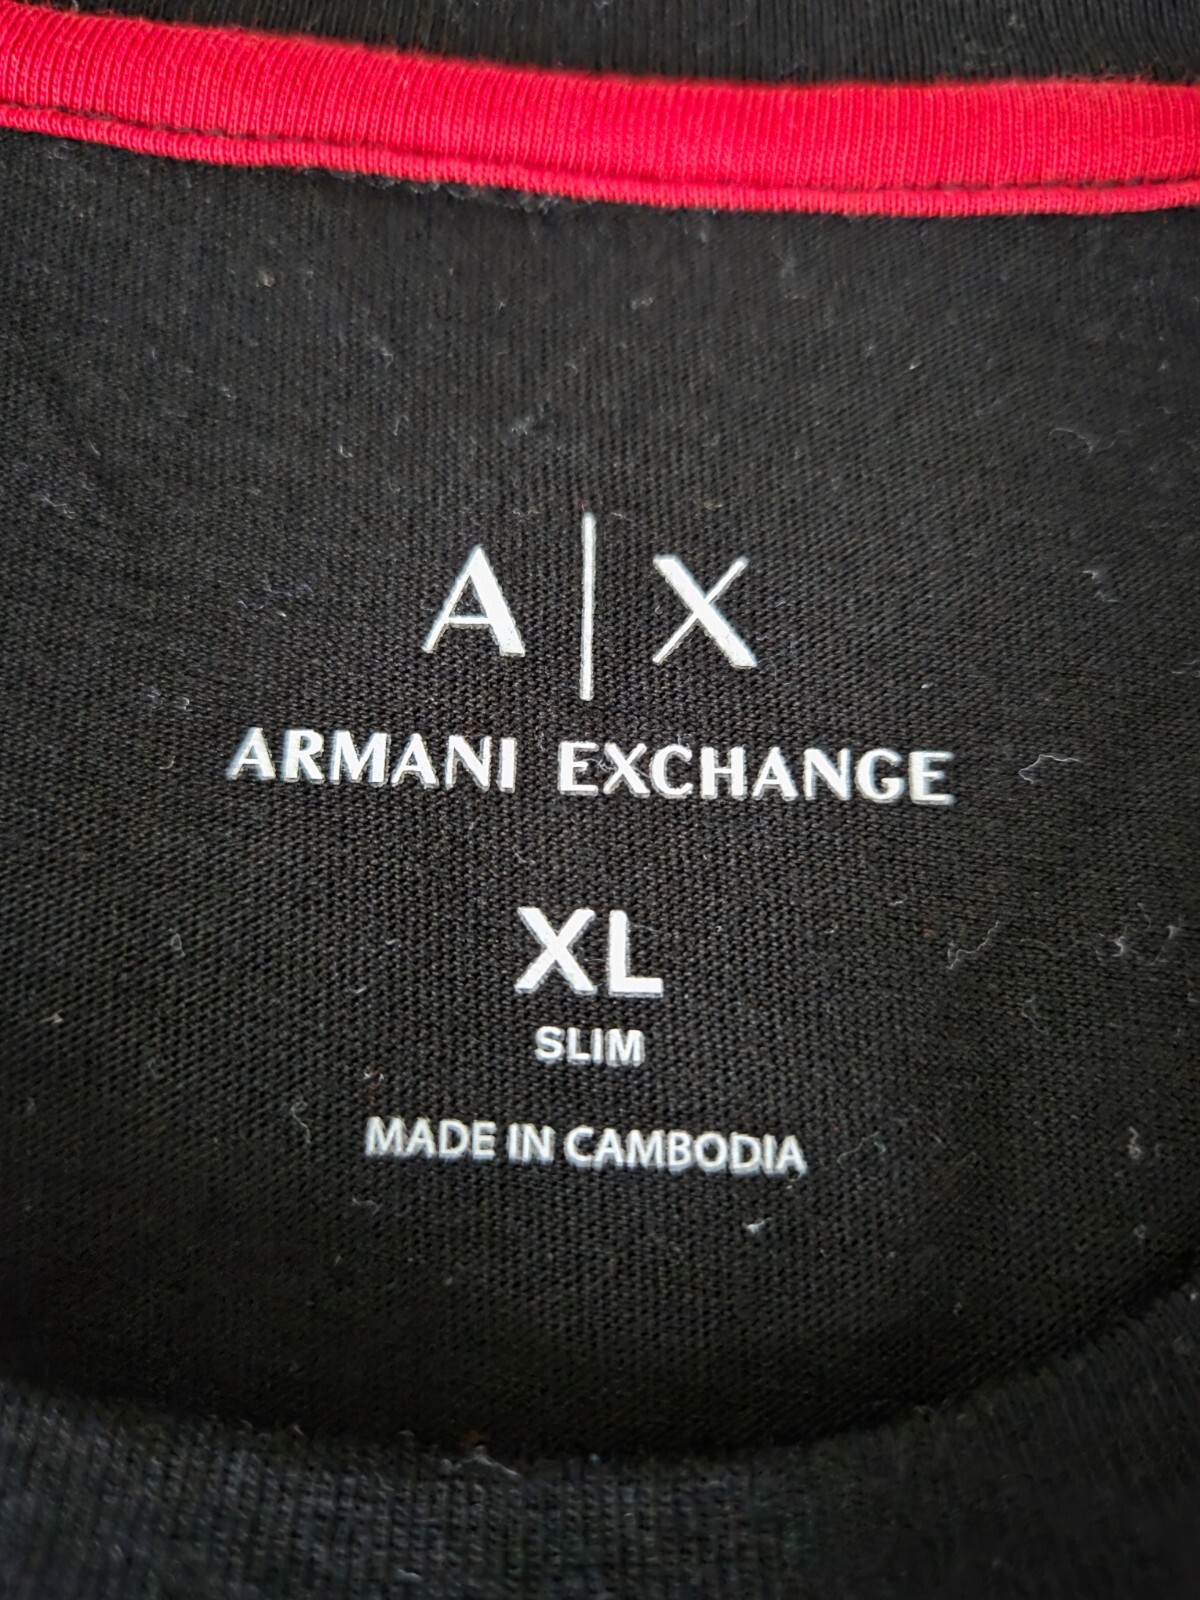 A|X
ARMANI EXCHANGE
XL
SLIM
MADE IN CAMBODIA